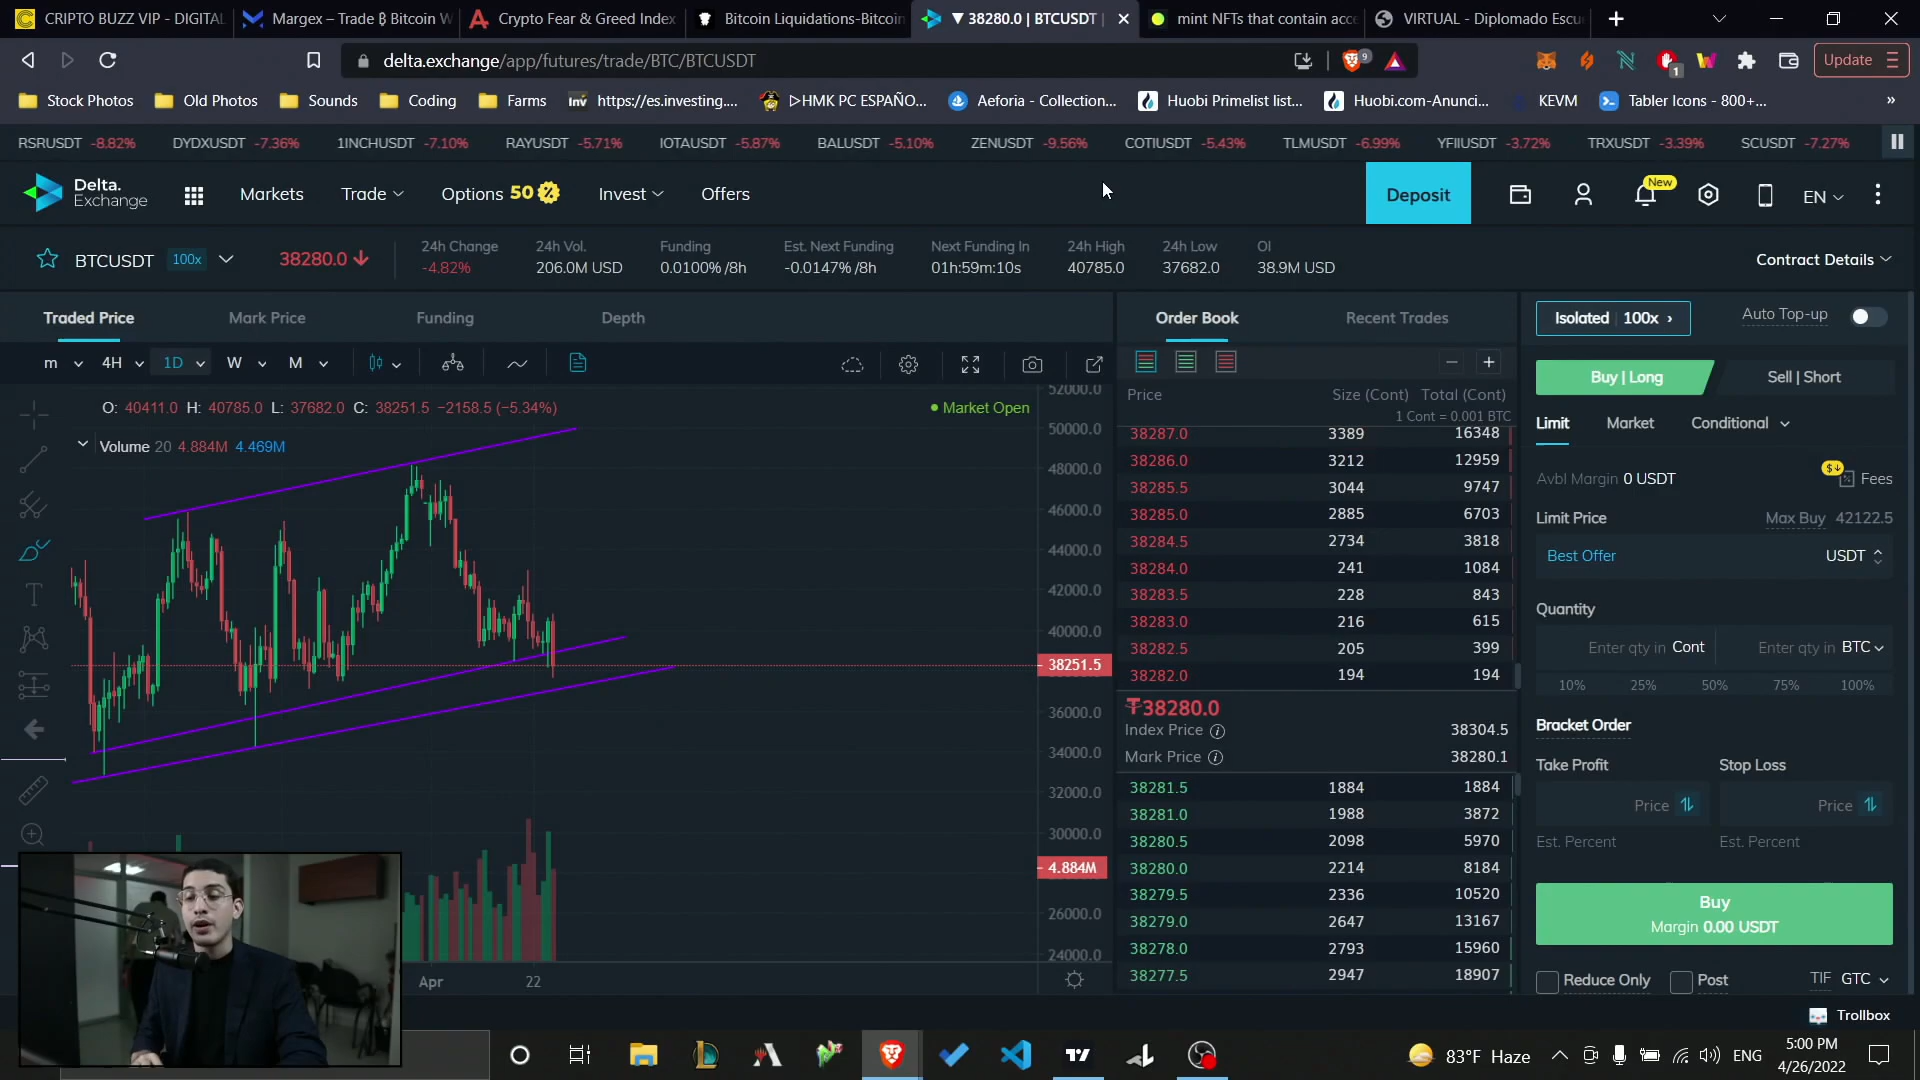 CRIPTO BUZZ VIP - DIGITAL
Margex – Trade ₿ Bitcoin W
Crypto Fear & Greed Index
Bitcoin Liquidations-Bitcoin
▼ 38280.0 | BTCUSDT |
mint NFTs that contain acce
VIRTUAL - Diplomado Escu
delta.exchange/app/futures/trade/BTC/BTCUSDT
9
1
Update
Stock Photos
Old Photos
Sounds
Coding
Farms
inv https://es.investing....
ᐅHMK PC ESPAÑO...
Aeforia - Collection...
Huobi Primelist list...
Huobi.com-Anunci...
KEVM
Tabler Icons - 800+...
»
RSRUSDT -8.82%
DYDXUSDT -7.36%
1INCHUSDT -7.10%
RAYUSDT -5.71%
IOTAUSDT -5.87%
BALUSDT -5.10%
ZENUSDT -9.56%
COTIUSDT -5.43%
TLMUSDT -6.99%
YFIIUSDT -3.72%
TRXUSDT -3.39%
SCUSDT -7.27%
Delta.
Exchange
Markets
Trade
Options 50
Invest
Offers
Deposit
New
EN
BTCUSDT 100x
38280.0
24h Change
-4.82%
24h Vol.
206.0M USD
Funding
0.0100% /8h
Est. Next Funding
-0.0147% /8h
Next Funding In
01h:59m:10s
24h High
40785.0
24h Low
37682.0
OI
38.9M USD
Contract Details
Traded Price
Mark Price
Funding
Depth
m
4H
1D
W
M
O: 40411.0 H: 40785.0 L: 37682.0 C: 38251.5 −2158.5 (−5.34%)
Market Open
Volume 20 4.884M 4.469M
52000.0
50000.0
48000.0
46000.0
44000.0
42000.0
40000.0
38251.5
36000.0
34000.0
32000.0
30000.0
4.884M
26000.0
24000.0
Apr
22
Order Book
Recent Trades
Price
Size (Cont)
Total (Cont)
1 Cont = 0.001 BTC
38287.0 3389 16348
38286.0 3212 12959
38285.5 3044 9747
38285.0 2885 6703
38284.5 2734 3818
38284.0 241 1084
38283.5 228 843
38283.0 216 615
38282.5 205 399
38282.0 194 194
₮38280.0
Index Price 38304.5
Mark Price 38280.1
38281.5 1884 1884
38281.0 1988 3872
38280.5 2098 5970
38280.0 2214 8184
38279.5 2336 10520
38279.0 2647 13167
38278.0 2793 15960
38277.5 2947 18907
Isolated | 100x ›
Auto Top-up
Buy | Long
Sell | Short
Limit
Market
Conditional
Avbl Margin 0 USDT
Fees
Limit Price
Max Buy 42122.5
Best Offer
USDT
Quantity
Enter qty in Cont
Enter qty in BTC
10% 25% 50% 75% 100%
Bracket Order
Take Profit
Stop Loss
Price
Price
Est. Percent
Est. Percent
Buy
Margin 0.00 USDT
Reduce Only
Post
TIF GTC
Trollbox
83°F Haze
ENG
5:00 PM
4/26/2022